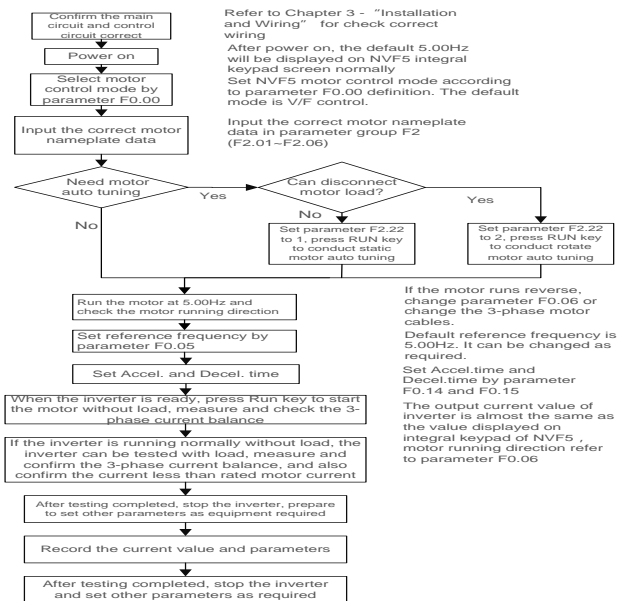 Confirm the main
circuit and control
circuit correct
Power on
Select motor
control mode by
parameter F0.00
Input the correct motor
nameplate data
Need motor
auto tuning
Yes
No
Can disconnect
motor load?
Yes
No
Set parameter F2.22
to 1, press RUN key
to conduct static
motor auto tuning
Set parameter F2.22
to 2, press RUN key
to conduct rotate
motor auto tuning
Run the motor at 5.00Hz and
check the motor running direction
Set reference frequency by
parameter F0.05
Set Accel. and Decel. time
When the inverter is ready, press Run key to start
the motor without load, measure and check the 3-
phase current balance
If the inverter is running normally without load, the
inverter can be tested with load, measure and
confirm the 3-phase current balance, and also
confirm the current less than rated motor current
After testing completed, stop the inverter, prepare
to set other parameters as equipment required
Record the current value and parameters
After testing completed, stop the inverter
and set other parameters as required
Refer to Chapter 3 - "Installation
and Wiring" for check correct
wiring
After power on, the default 5.00Hz
will be displayed on NVF5 integral
keypad screen normally
Set NVF5 motor control mode according
to parameter F0.00 definition. The default
mode is V/F control.
Input the correct motor nameplate
data in parameter group F2
(F2.01~F2.06)
If the motor runs reverse,
change parameter F0.06 or
change the 3-phase motor
cables.
Default reference frequency is
5.00Hz. It can be changed as
required.
Set Accel.time and
Decel.time by parameter
F0.14 and F0.15
The output current value of
inverter is almost the same as
the value displayed on
integral keypad of NVF5 ,
motor running direction refer
to parameter F0.06